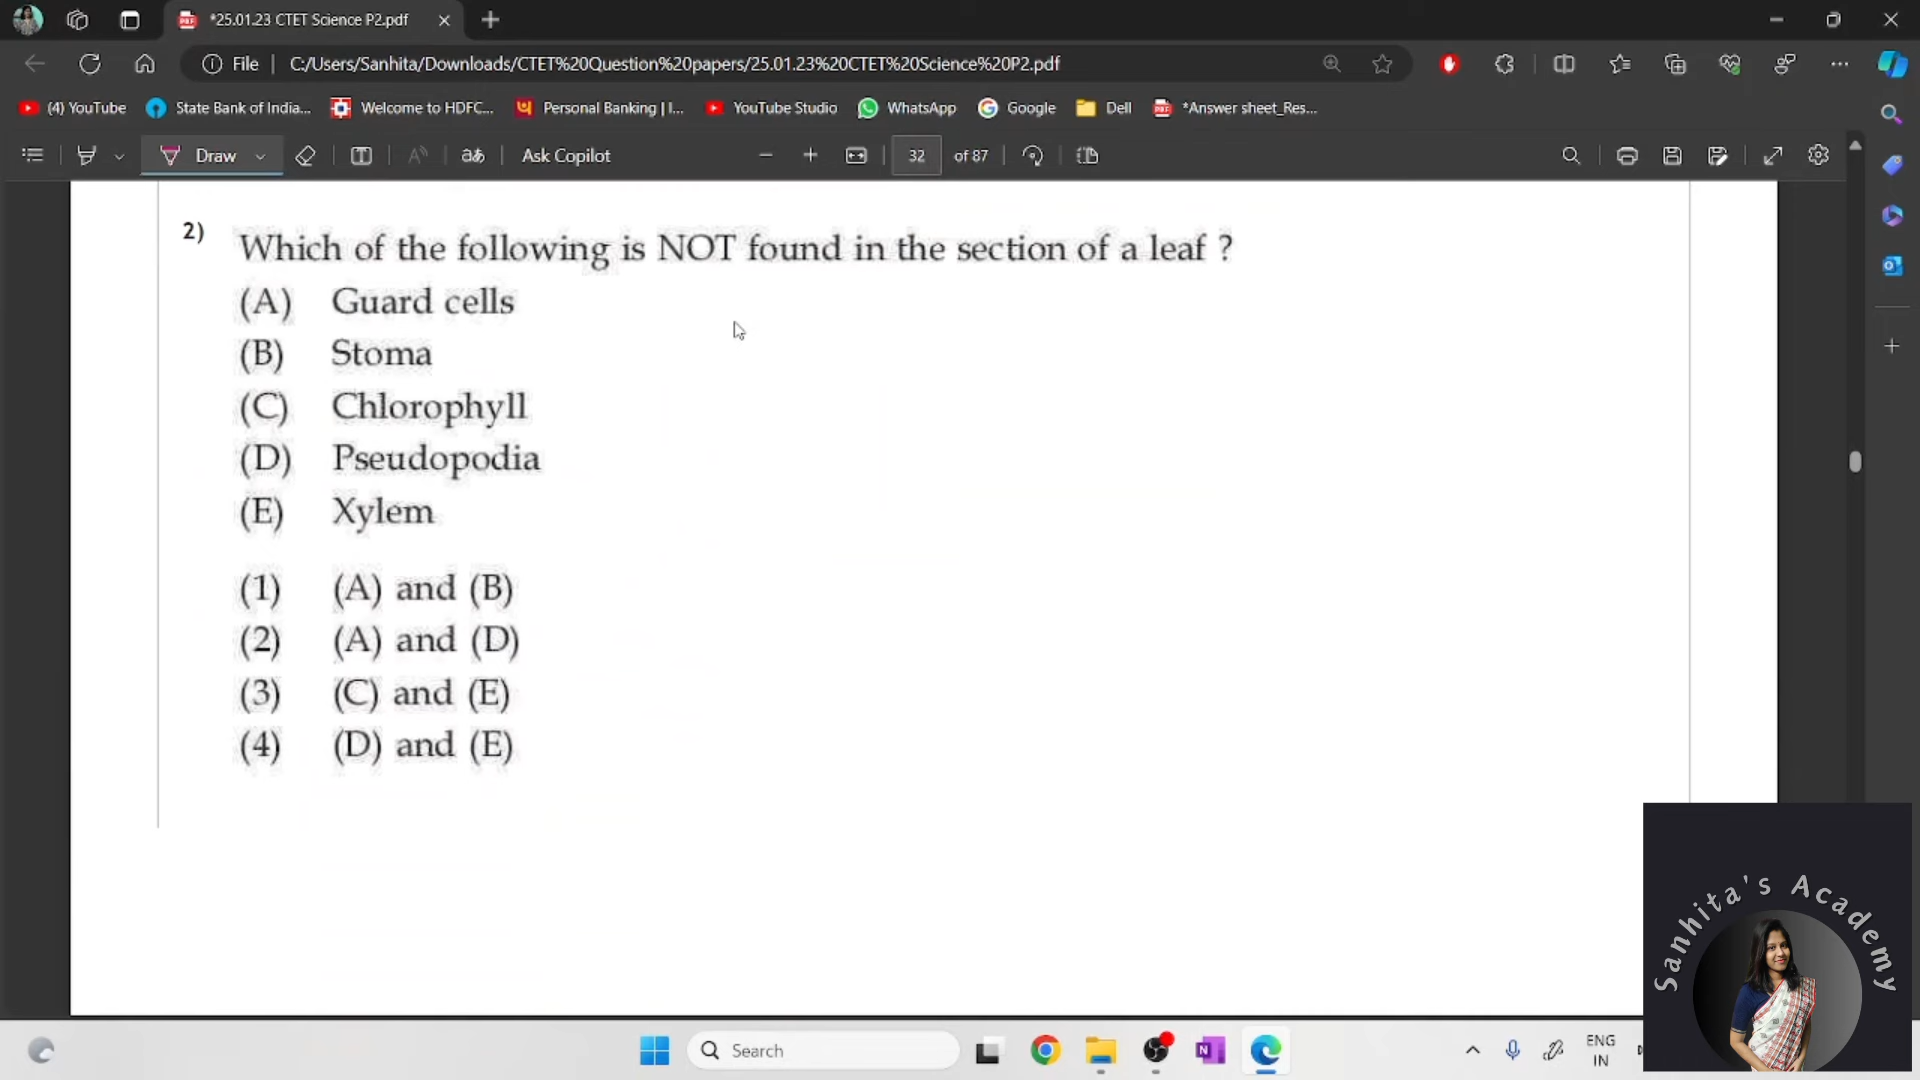 *25.01.23 CTET Science P2.pdf
File
C:/Users/Sanhita/Downloads/CTET%20Question%20papers/25.01.23%20CTET%20Science%20P2.pdf
(4) YouTube
State Bank of India...
Welcome to HDFC...
Personal Banking | I...
YouTube Studio
WhatsApp
Google
Dell
*Answer sheet_Res...
Draw
Ask Copilot
32
of 87
2)
Which of the following is NOT found in the section of a leaf ?
(A) Guard cells
(B) Stoma
(C) Chlorophyll
(D) Pseudopodia
(E) Xylem
(1) (A) and (B)
(2) (A) and (D)
(3) (C) and (E)
(4) (D) and (E)
Sanhita's Academy
Search
ENG
IN